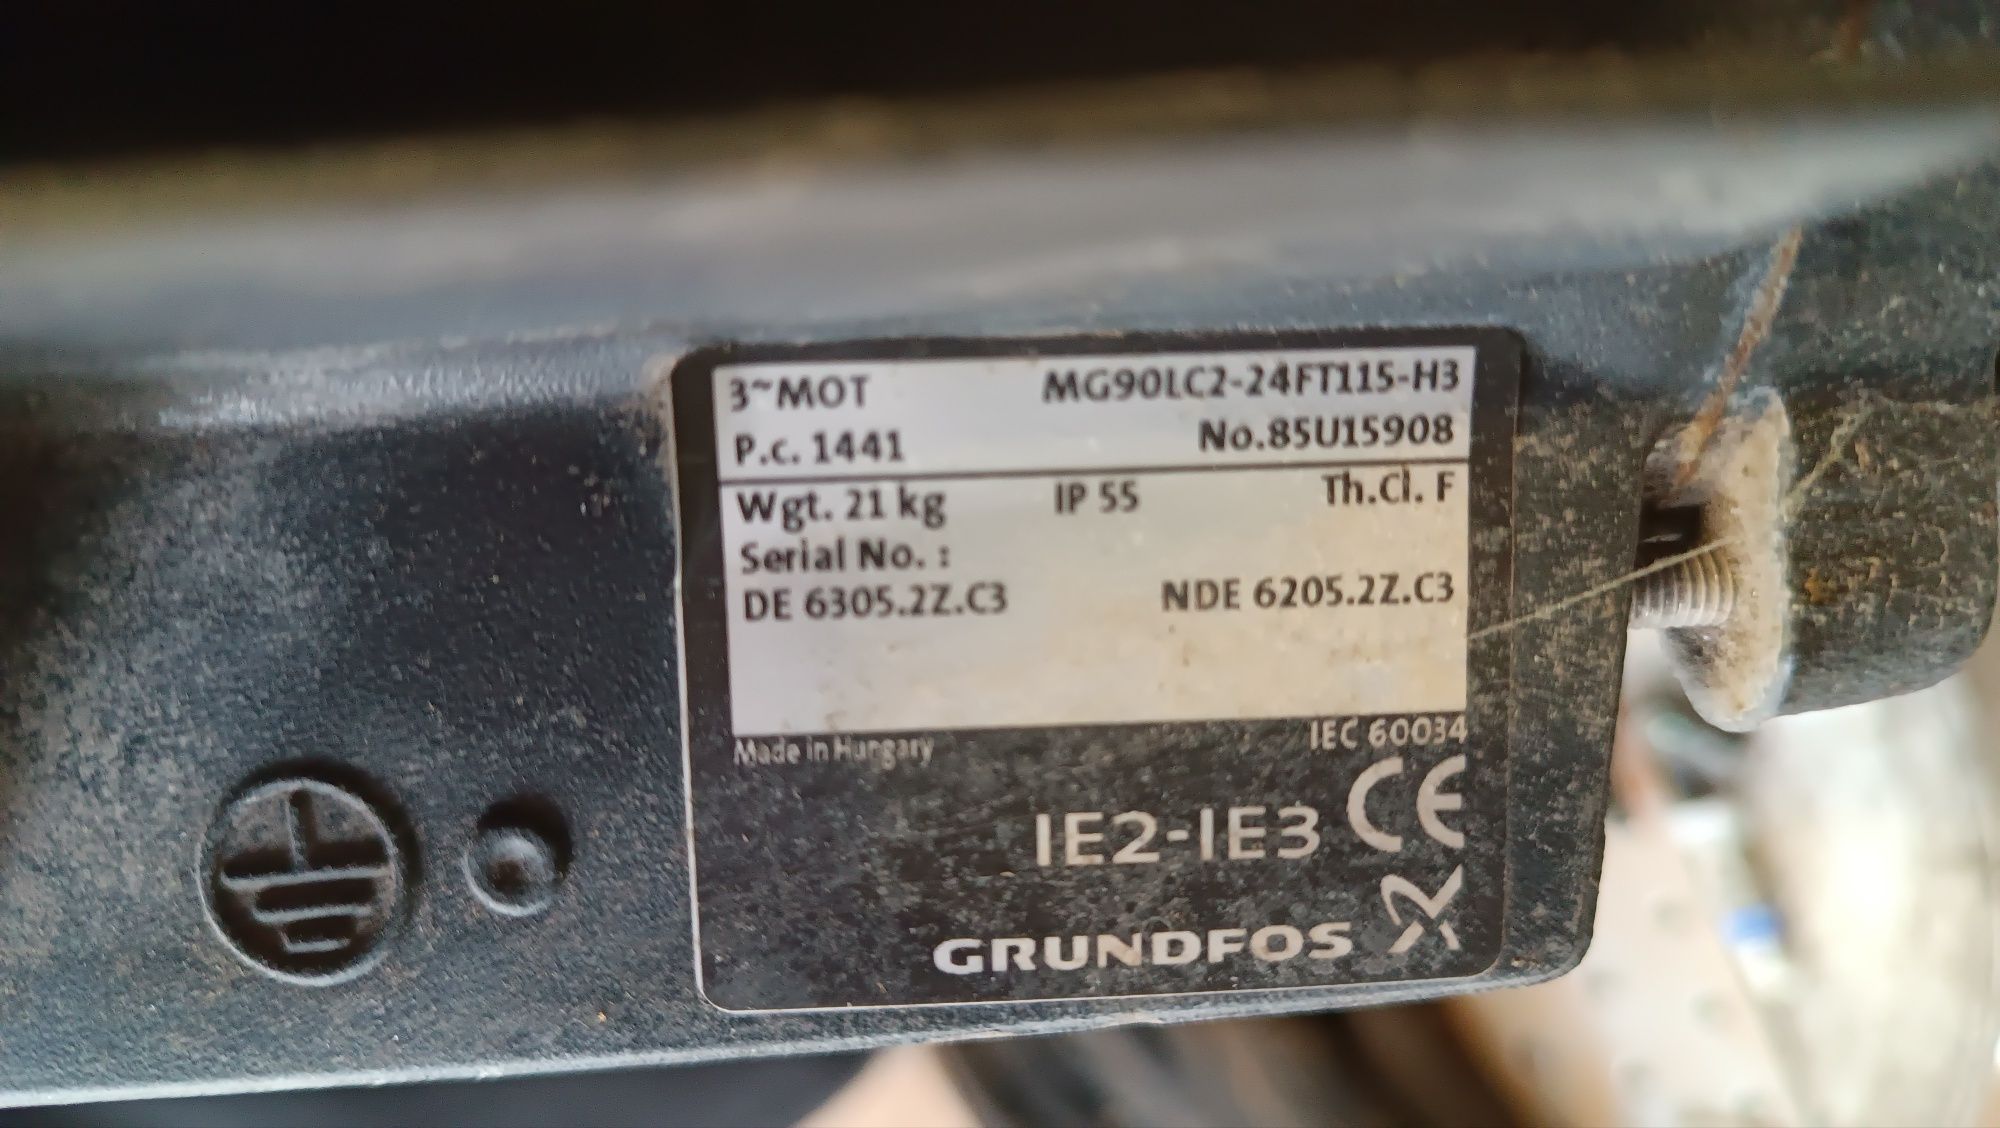 3~MOT MG90LC2-24FT115-H3
P.c. 1441 No.85U15908
Wgt. 21 kg IP 55 Th.Cl. F
Serial No. :
DE 6305.2Z.C3 NDE 6205.2Z.C3
Made in Hungary IEC 60034
IE2-IE3 CE
GRUNDFOS